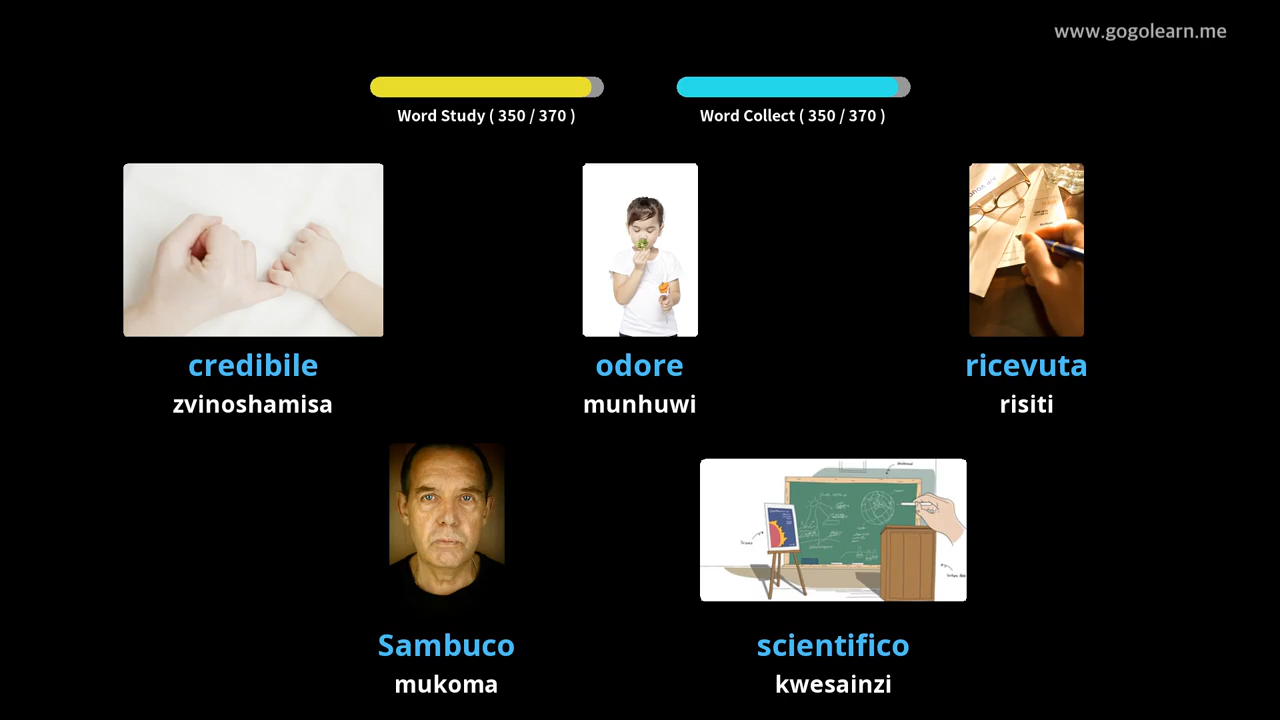 www.gogolearn.me
Word Study ( 350 / 370 )
Word Collect ( 350 / 370 )
credibile
zvinoshamisa
odore
munhuwi
ricevuta
risiti
Sambuco
mukoma
scientifico
kwesainzi